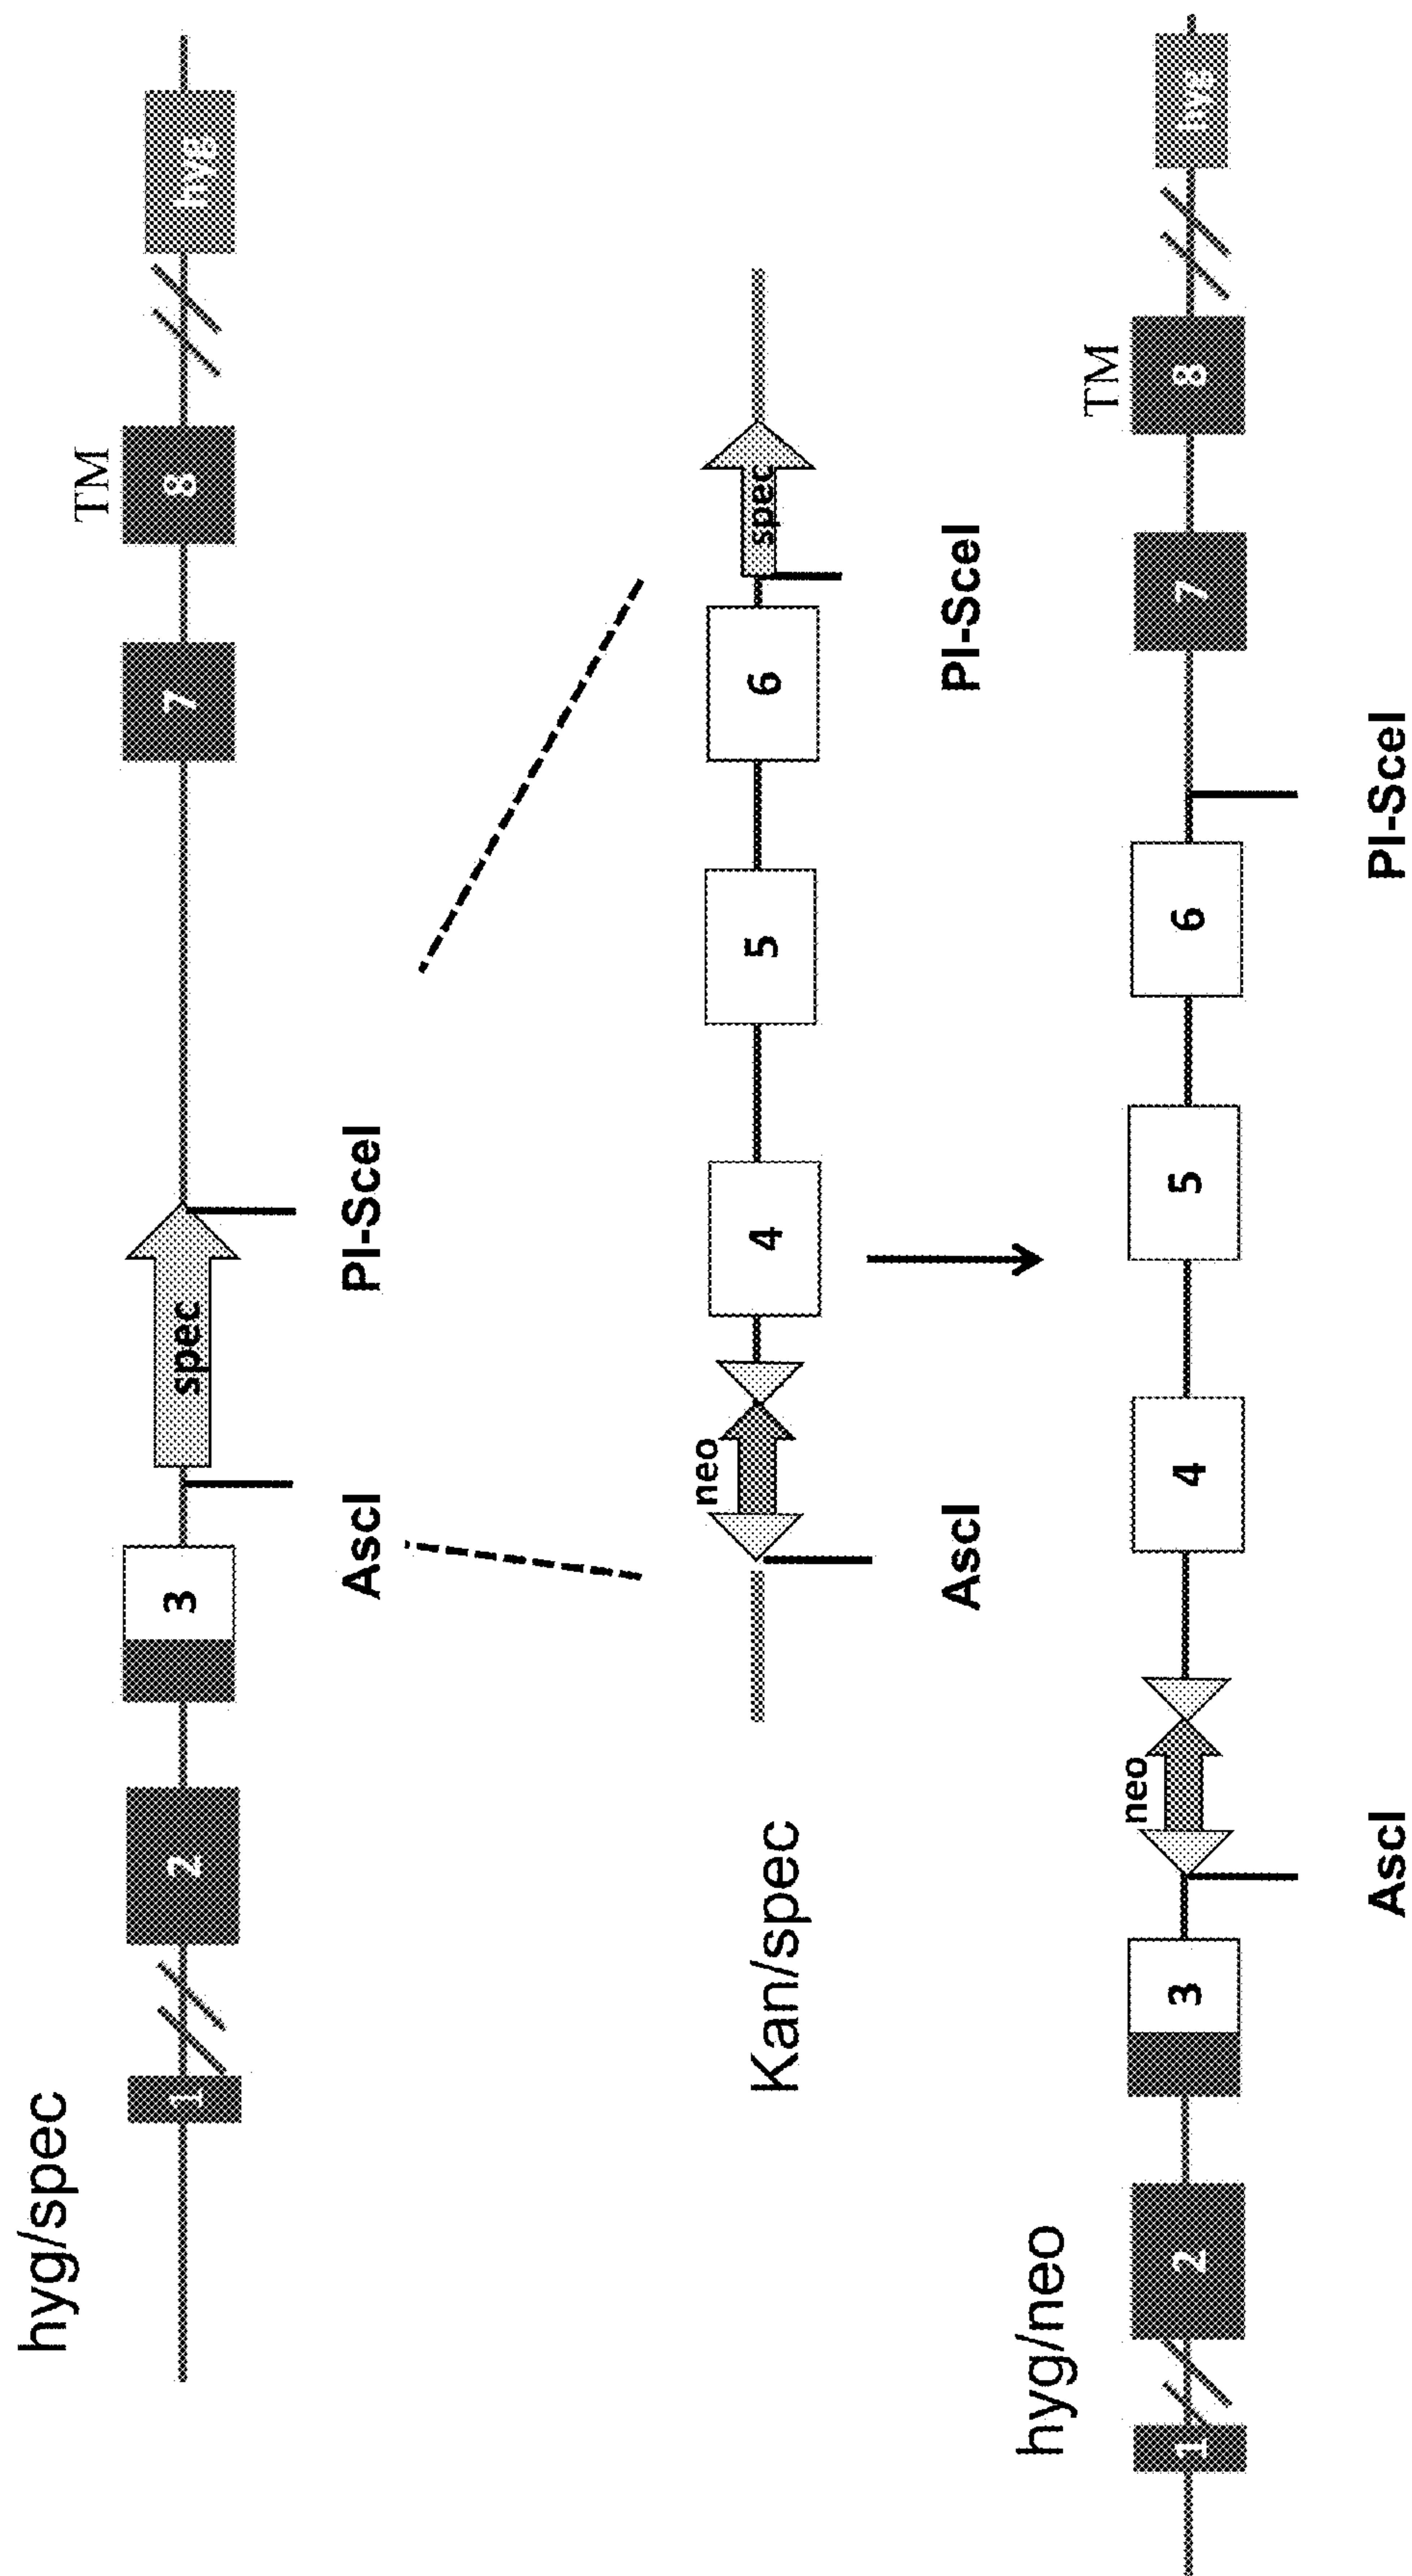 hyg/spec
TM
1 2 3 spec 7 8 hyg
AscI PI-SceI
neo
Kan/spec 4 5 6 spec
AscI PI-SceI
hyg/neo
TM
neo
1 2 3 4 5 6 7 8 hyg
AscI PI-SceI